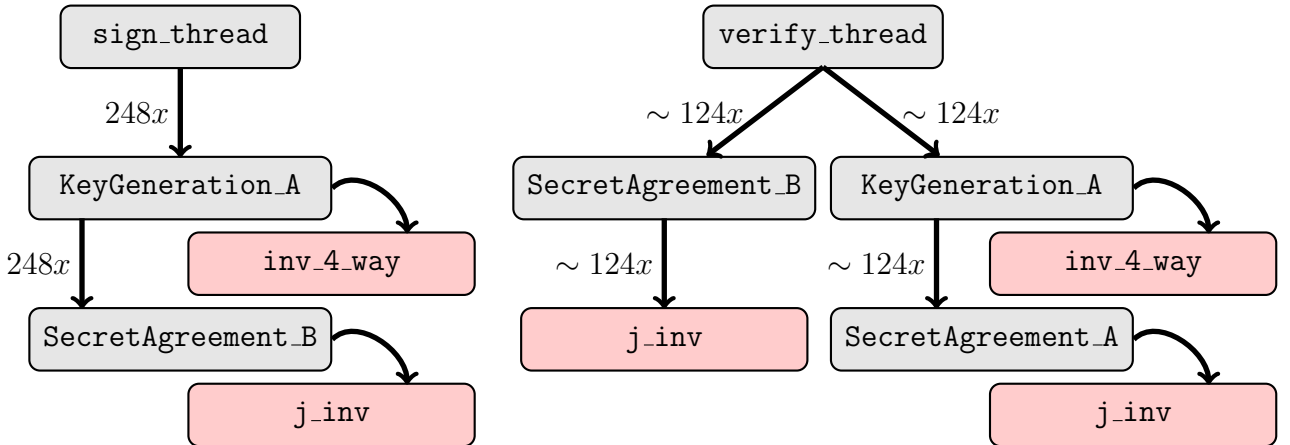 sign_thread
248x
KeyGeneration_A
inv_4_way
248x
SecretAgreement_B
j_inv
verify_thread
∼ 124x
∼ 124x
SecretAgreement_B
KeyGeneration_A
∼ 124x
j_inv
∼ 124x
inv_4_way
SecretAgreement_A
j_inv